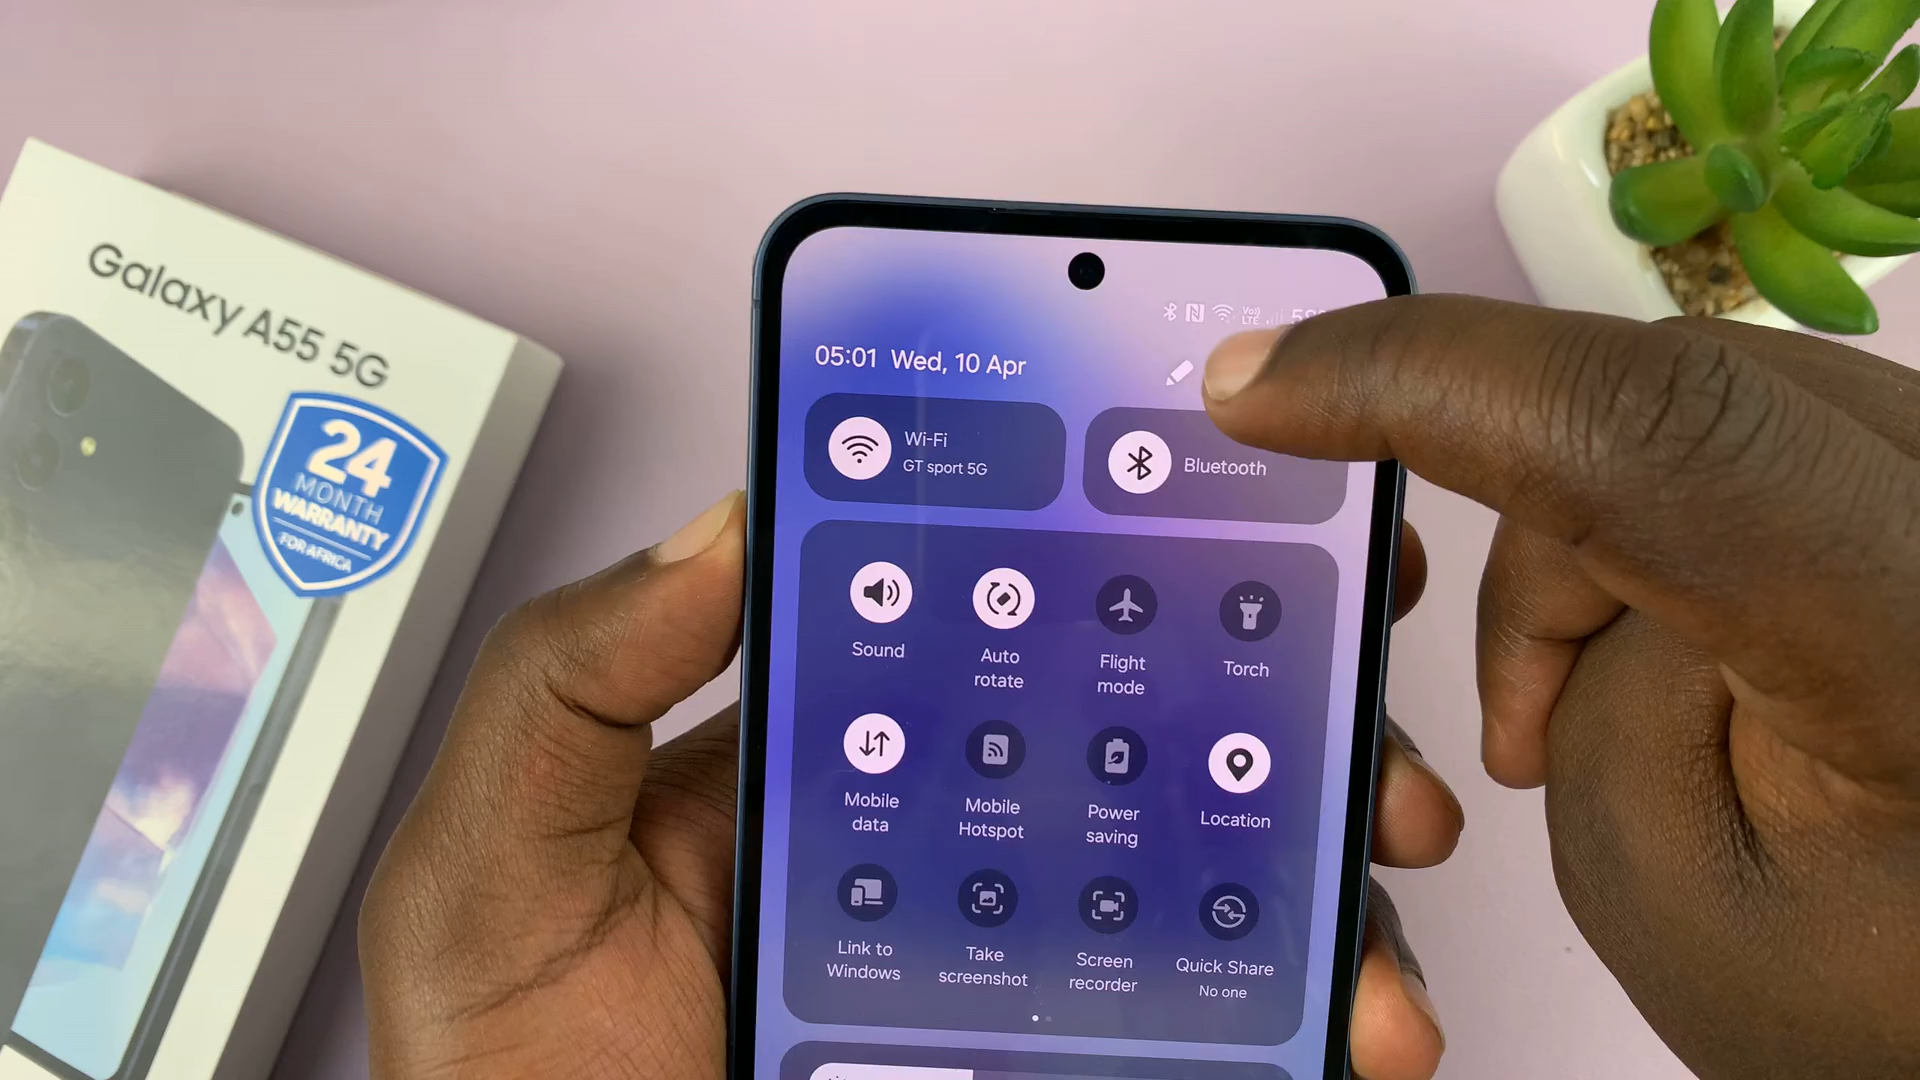 Galaxy A55 5G
24
MONTH
WARRANTY
FOR AFRICA
Vo))
LTE
05:01 Wed, 10 Apr
Wi-Fi
GT sport 5G
Bluetooth
Sound
Auto
rotate
Flight
mode
Torch
Mobile
data
Mobile
Hotspot
Power
saving
Location
Link to
Windows
Take
screenshot
Screen
recorder
Quick Share
No one